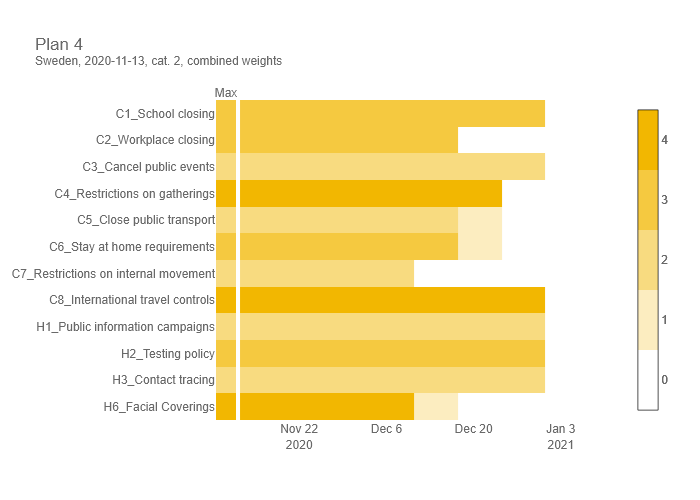 Plan 4
Sweden, 2020-11-13, cat. 2, combined weights
Max
C1_School closing
C2_Workplace closing
C3_Cancel public events
C4_Restrictions on gatherings
C5_Close public transport
C6_Stay at home requirements
C7_Restrictions on internal movement
C8_International travel controls
H1_Public information campaigns
H2_Testing policy
H3_Contact tracing
H6_Facial Coverings
Nov 22 Dec 6 Dec 20 Jan 3
2020 2021
4
3
2
1
0